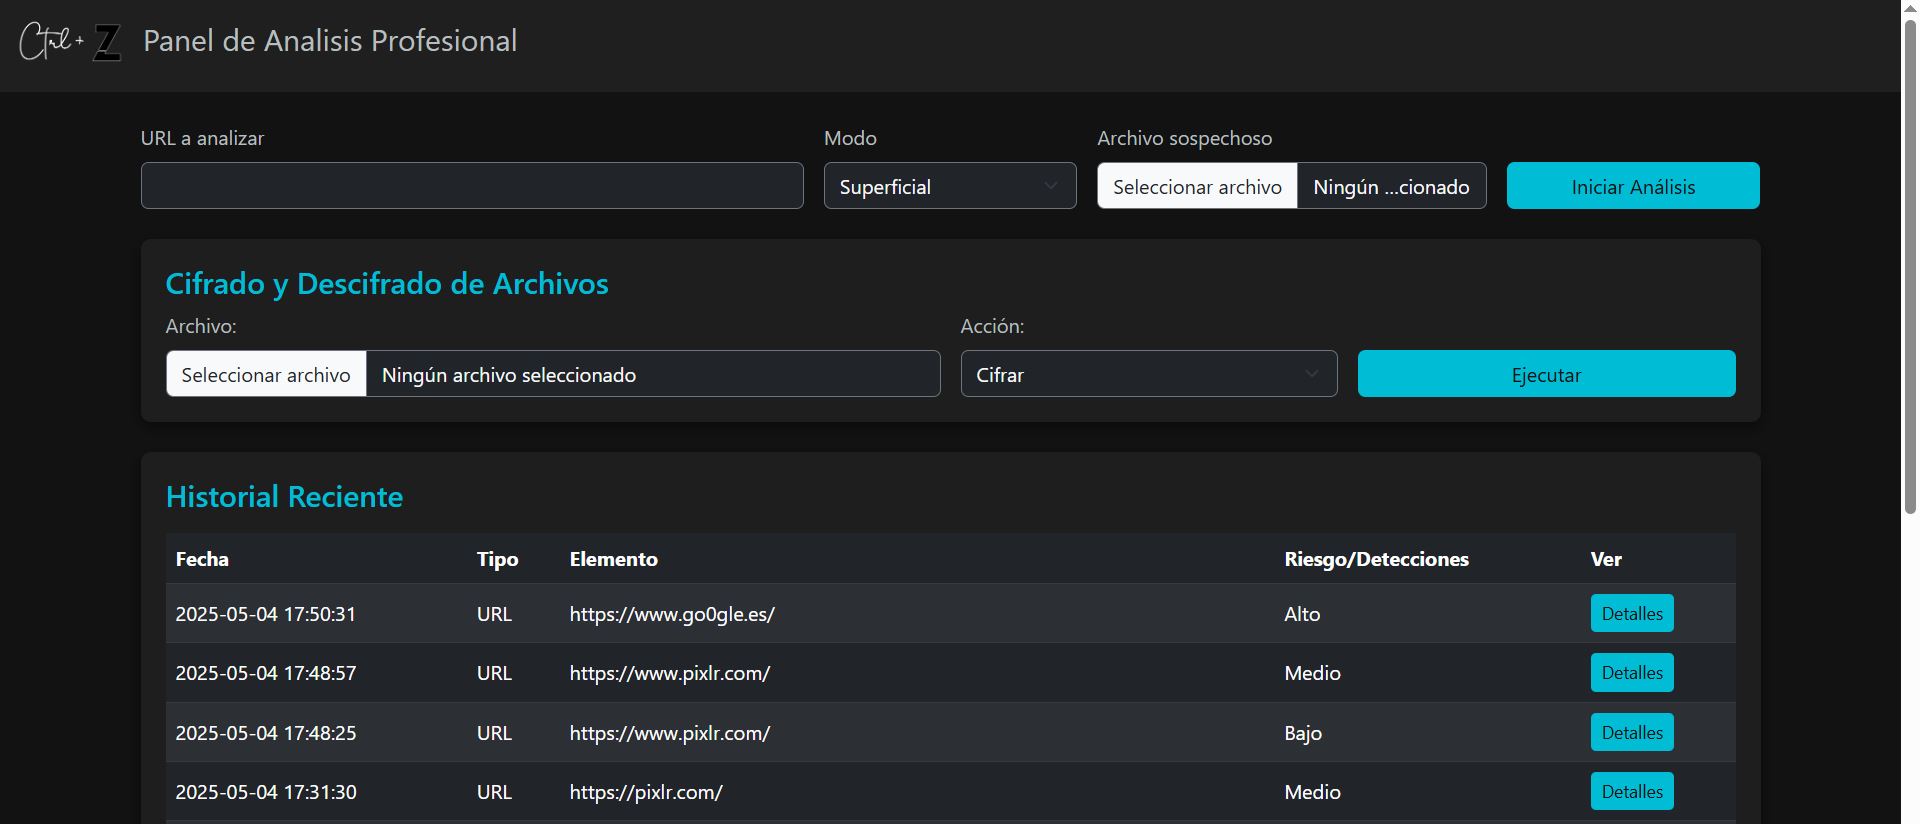 Ctrl + Z Panel de Analisis Profesional
URL a analizar Modo Archivo sospechoso
Superficial Seleccionar archivo Ningún ...cionado Iniciar Análisis
Cifrado y Descifrado de Archivos
Archivo: Acción:
Seleccionar archivo Ningún archivo seleccionado Cifrar Ejecutar
Historial Reciente
Fecha Tipo Elemento Riesgo/Detecciones Ver
2025-05-04 17:50:31 URL https://www.go0gle.es/ Alto Detalles
2025-05-04 17:48:57 URL https://www.pixlr.com/ Medio Detalles
2025-05-04 17:48:25 URL https://www.pixlr.com/ Bajo Detalles
2025-05-04 17:31:30 URL https://pixlr.com/ Medio Detalles